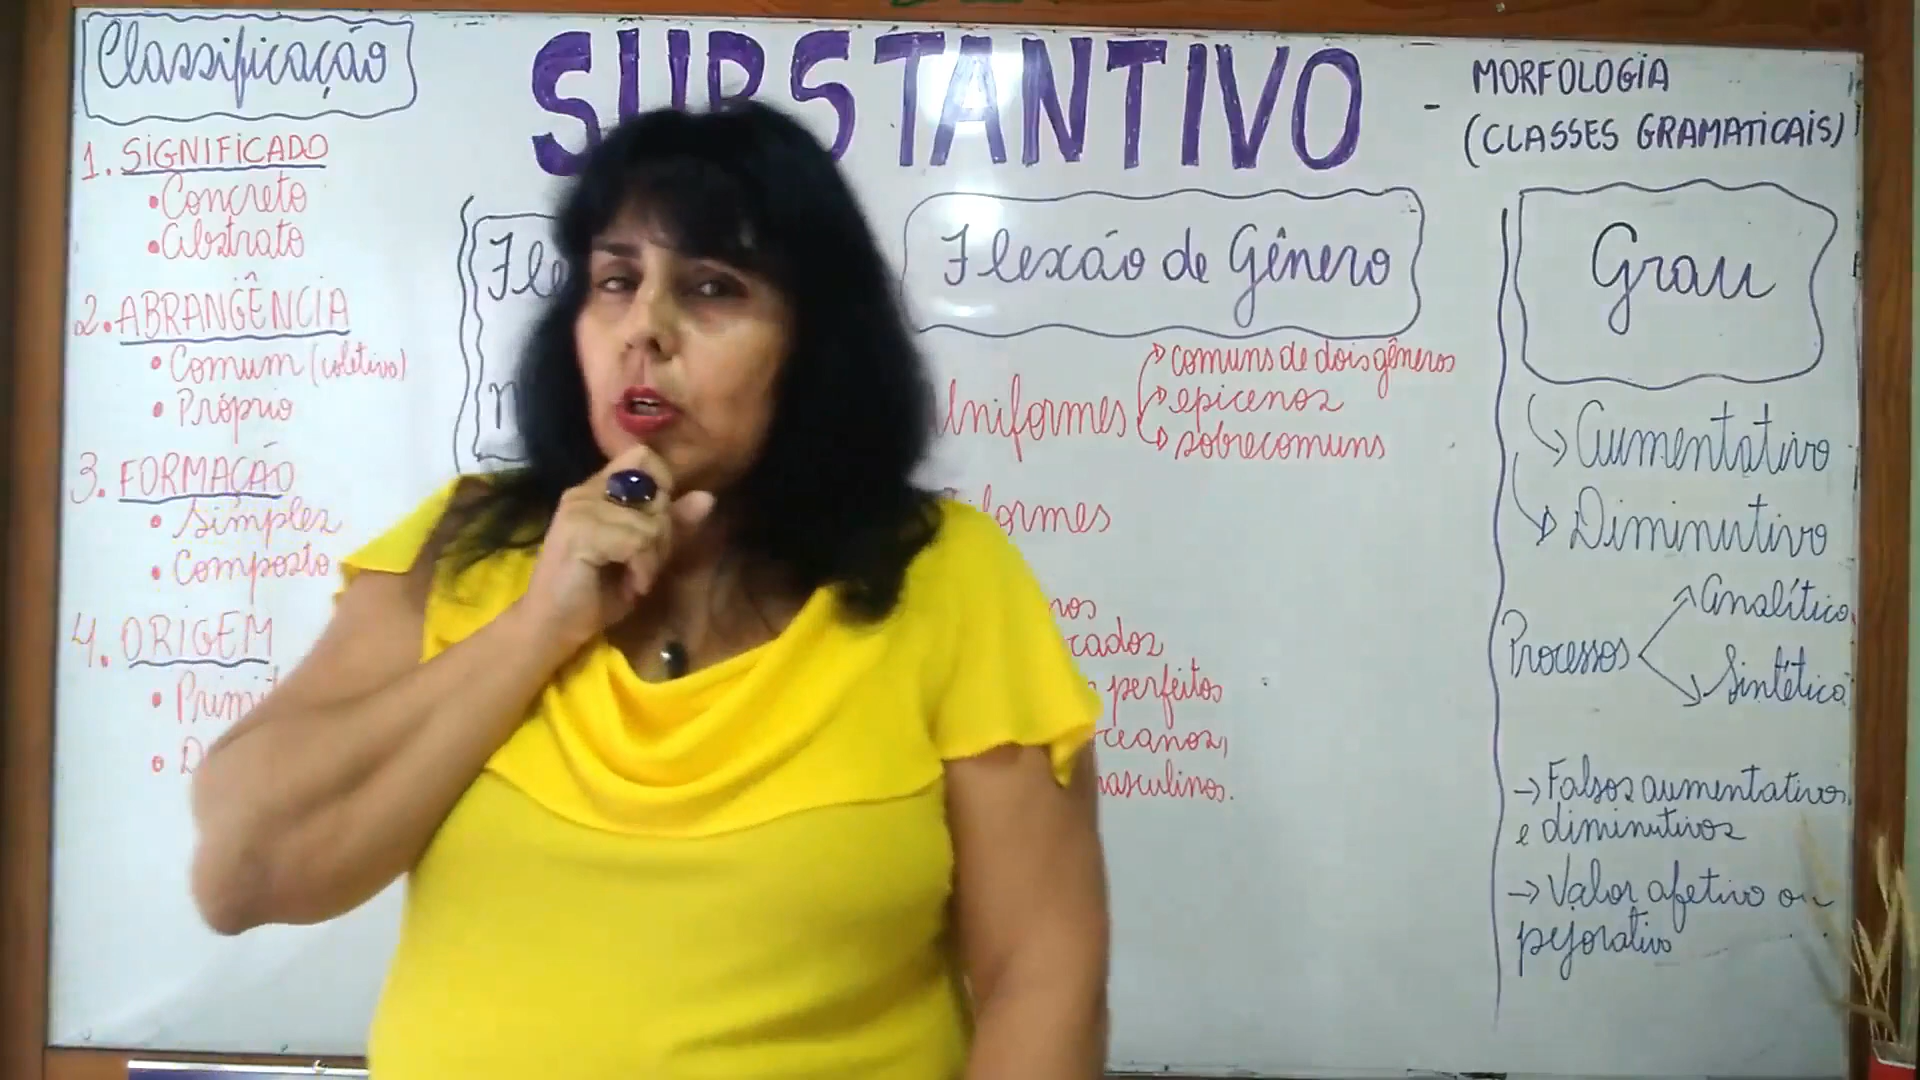 Classificação
1. SIGNIFICADO
• Concreto
• Abstrato
2. ABRANGÊNCIA
• Comum (coletivo)
• Próprio
3. FORMAÇÃO
• Simples
• Composto
4. ORIGEM
SUBSTANTIVO
- MORFOLOGIA
(CLASSES GRAMATICAIS)
Flexão de Gênero
Uniformes
→ comuns de dois gêneros
→ epicenos
→ sobrecomuns
perfeitos
masculinos.
Grau
→ Aumentativo
→ Diminutivo
Processos
Analítico
Sintético
→ Falsos aumentativos
e diminutivos
→ Valor afetivo ou
pejorativo